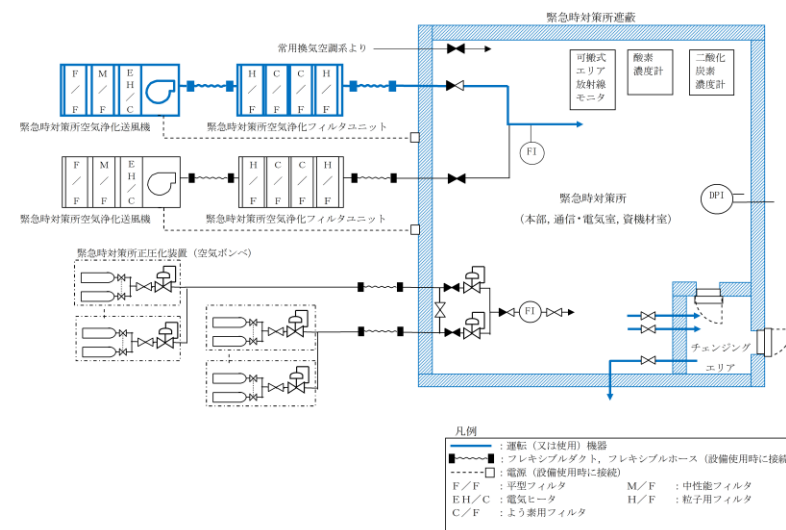 緊急時対策所遮蔽
常用換気空調系より
可搬式
エリア
放射線
モニタ
酸素
濃度計
二酸化
炭素
濃度計
F/F
M/F
EH/C
H/F
C/F
C/F
H/F
緊急時対策所空気浄化送風機
緊急時対策所空気浄化フィルタユニット
FI
F/F
M/F
EH/C
H/F
C/F
C/F
H/F
緊急時対策所空気浄化送風機
緊急時対策所空気浄化フィルタユニット
緊急時対策所
(本部, 通信・電気室, 資機材室)
DPI
緊急時対策所正圧化装置 (空気ボンベ)
FI
チェンジング
エリア
凡例
: 運転 (又は使用) 機器
: フレキシブルダクト, フレキシブルホース (設備使用時に接続
: 電源 (設備使用時に接続)
F/F : 平型フィルタ M/F : 中性能フィルタ
EH/C : 電気ヒータ H/F : 粒子用フィルタ
C/F : よう素用フィルタ